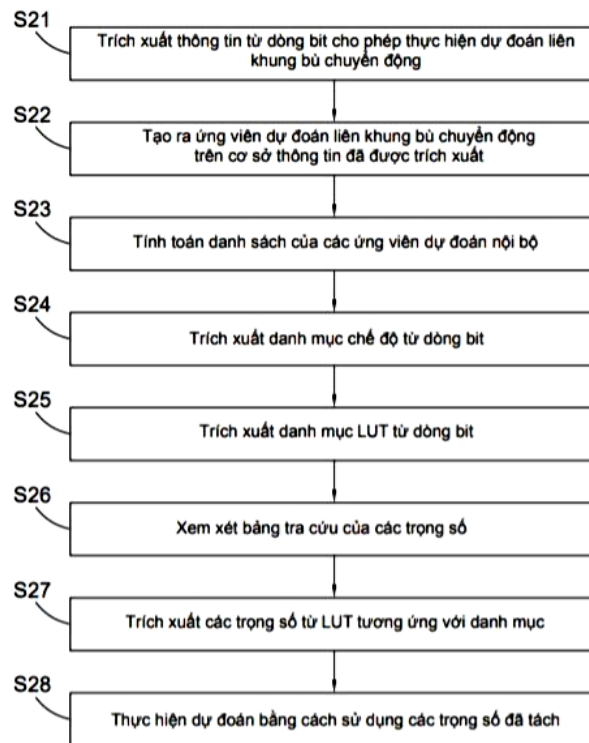 S21
Trích xuất thông tin từ dòng bit cho phép thực hiện dự đoán liên
khung bù chuyển động
S22
Tạo ra ứng viên dự đoán liên khung bù chuyển động
trên cơ sở thông tin đã được trích xuất
S23
Tính toán danh sách của các ứng viên dự đoán nội bộ
S24
Trích xuất danh mục chế độ từ dòng bit
S25
Trích xuất danh mục LUT từ dòng bit
S26
Xem xét bảng tra cứu của các trọng số
S27
Trích xuất các trọng số từ LUT tương ứng với danh mục
S28
Thực hiện dự đoán bằng cách sử dụng các trọng số đã tách